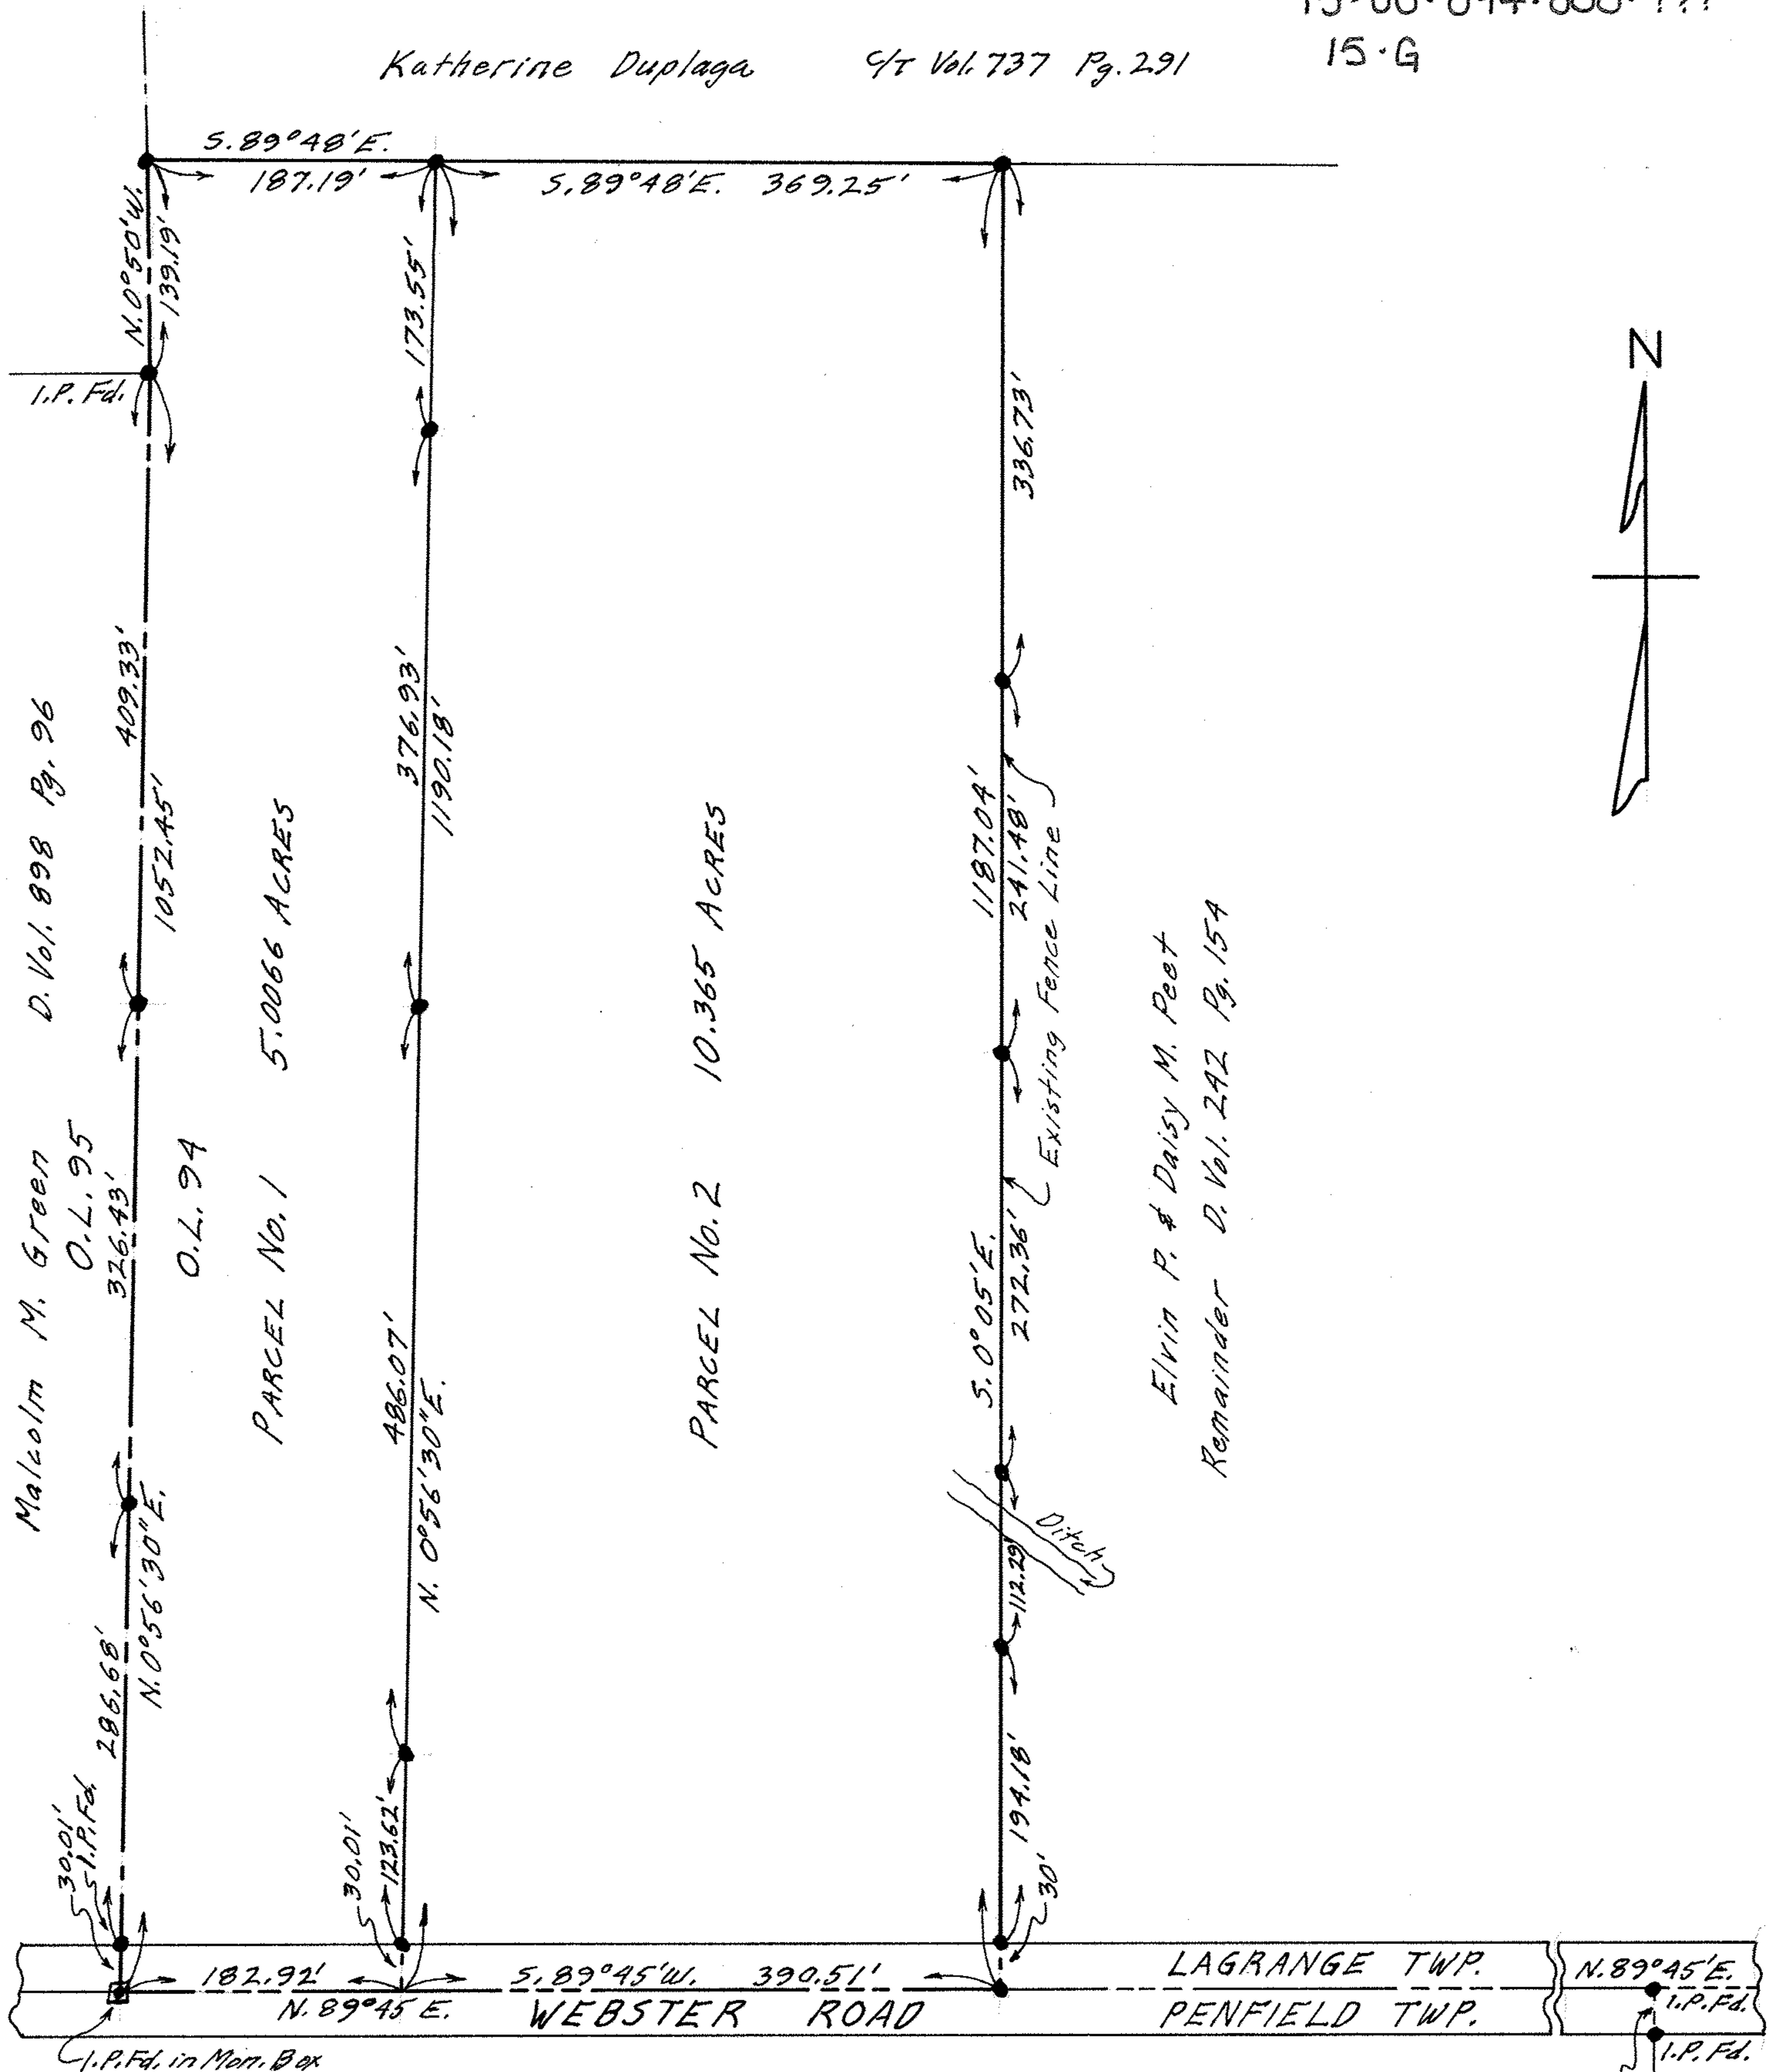 15·G
Katherine Duplaga C/T Vol. 737 Pg. 291
S.89°48'E.
187.19'
S.89°48'E. 369.25'
N.0°50'W.
139.19'
173.55'
I.P. Fd.
336.73'
N
409.33'
1052.45'
376.93'
1190.18'
1187.04'
241.48'
Existing Fence Line
Malcolm M. Green D. Vol. 898 Pg. 96
O.L. 95
326.43'
O.L. 94
PARCEL No. 1 5.0066 ACRES
PARCEL No. 2 10.365 ACRES
S. 0°05'E.
272.36'
Elvin P. & Daisy M. Peet
Remainder D. Vol. 242 Pg. 154
486.07'
N. 0°56'30"E.
Ditch
112.29'
286.68'
N.0°56'30"E.
194.18'
30.01'
I.P. Fd.
30.01'
123.62'
30'
182.92'
S.89°45'W. 390.51'
LAGRANGE TWP.
N.89°45'E.
N.89°45'E.
WEBSTER ROAD
PENFIELD TWP.
I.P. Fd.
I.P. Fd. in Mon. Box
I.P. Fd.